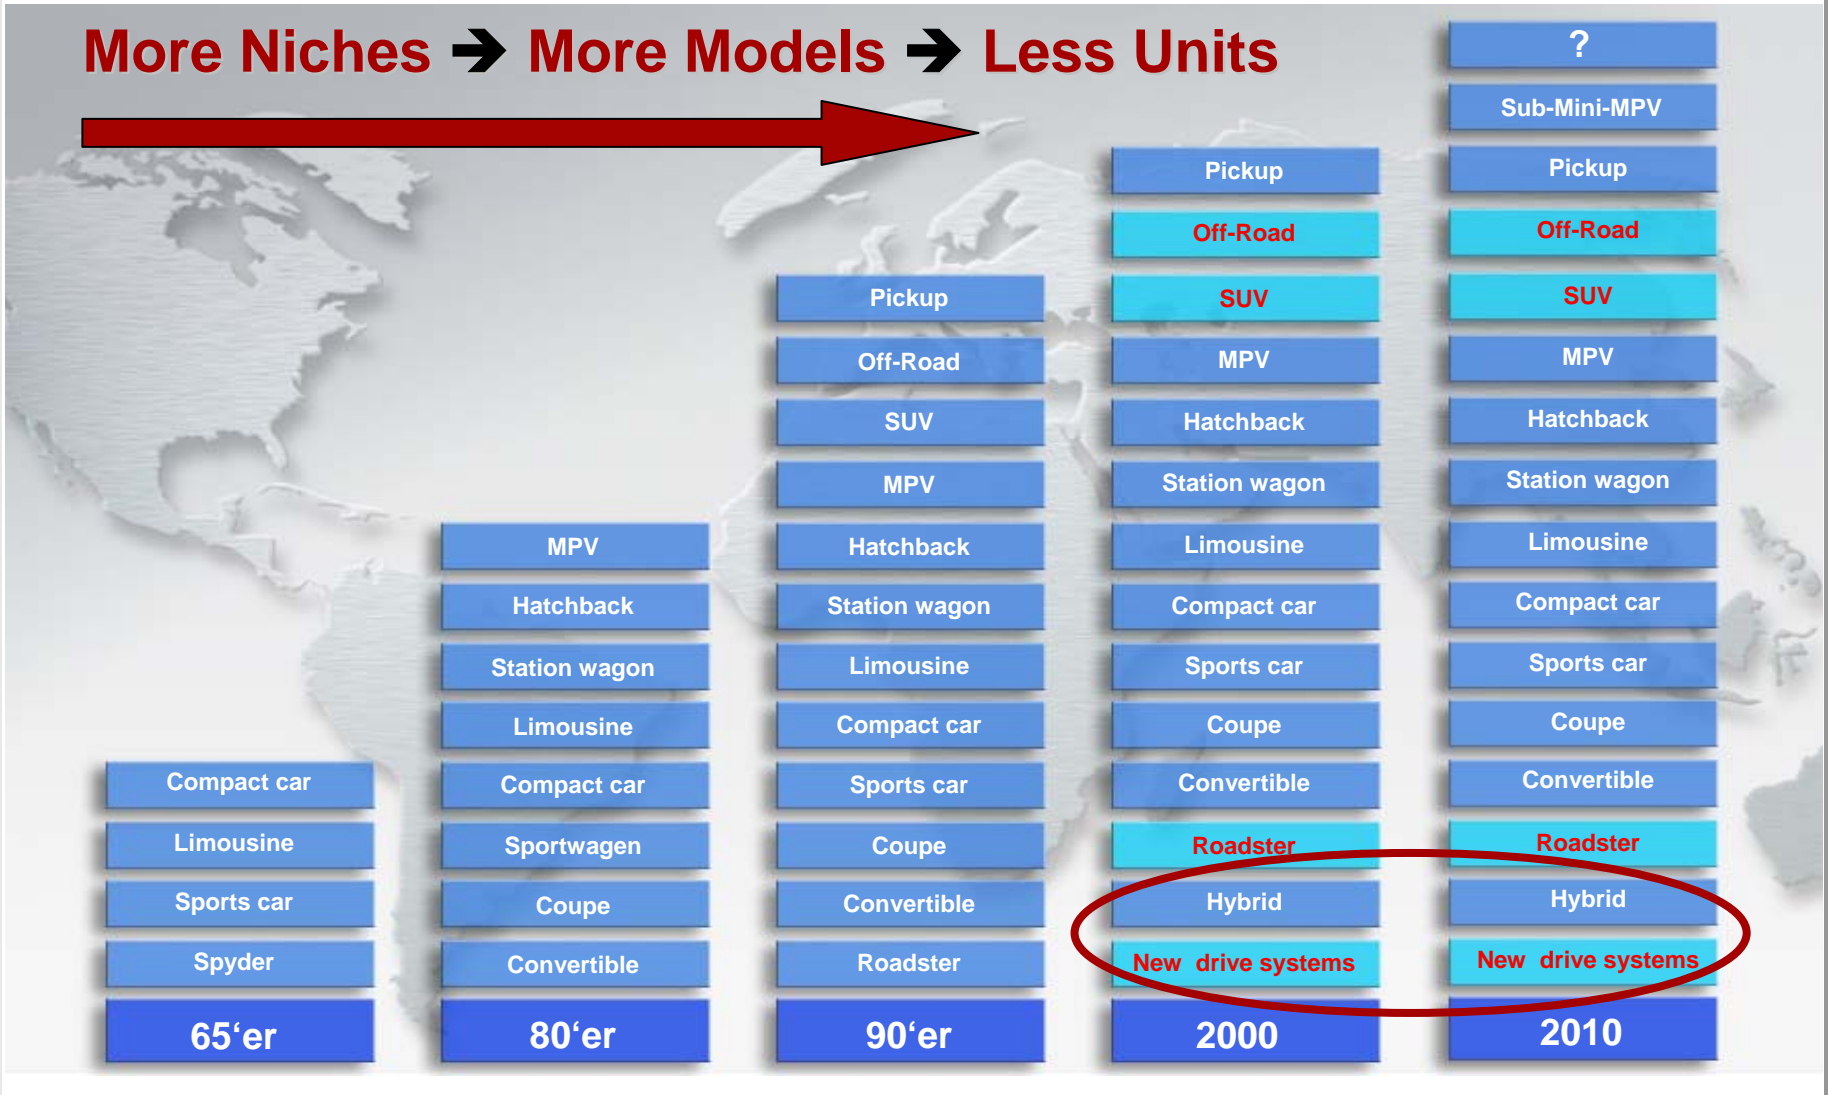 More Niches ➔ More Models ➔ Less Units
Compact car
Limousine
Sports car
Spyder
65‘er
MPV
Hatchback
Station wagon
Limousine
Compact car
Sportwagen
Coupe
Convertible
80‘er
Pickup
Off-Road
SUV
MPV
Hatchback
Station wagon
Limousine
Compact car
Sports car
Coupe
Convertible
Roadster
90‘er
Pickup
Off-Road
SUV
MPV
Hatchback
Station wagon
Limousine
Compact car
Sports car
Coupe
Convertible
Roadster
Hybrid
New drive systems
2000
?
Sub-Mini-MPV
Pickup
Off-Road
SUV
MPV
Hatchback
Station wagon
Limousine
Compact car
Sports car
Coupe
Convertible
Roadster
Hybrid
New drive systems
2010